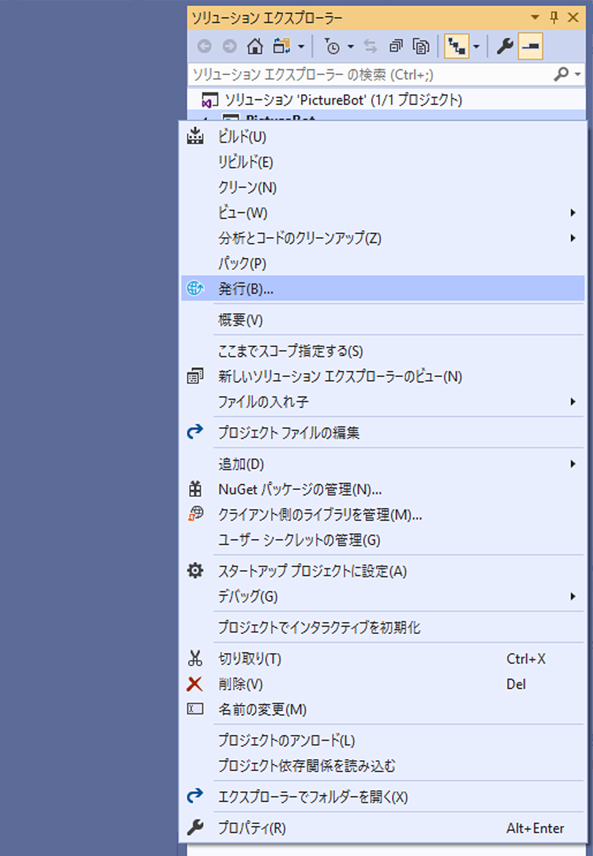 ソリューション エクスプローラー
ソリューション エクスプローラー の検索 (Ctrl+;)
ソリューション 'PictureBot' (1/1 プロジェクト)
PictureBot
ビルド(U)
リビルド(E)
クリーン(N)
ビュー(W)
分析とコードのクリーンアップ(Z)
パック(P)
発行(B)...
概要(V)
ここまでスコープ指定する(S)
新しいソリューション エクスプローラーのビュー(N)
ファイルの入れ子
プロジェクト ファイルの編集
追加(D)
NuGet パッケージの管理(N)...
クライアント側のライブラリを管理(M)...
ユーザー シークレットの管理(G)
スタートアップ プロジェクトに設定(A)
デバッグ(G)
プロジェクトでインタラクティブを初期化
切り取り(T) Ctrl+X
削除(V) Del
名前の変更(M)
プロジェクトのアンロード(L)
プロジェクト依存関係を読み込む
エクスプローラーでフォルダーを開く(X)
プロパティ(R) Alt+Enter